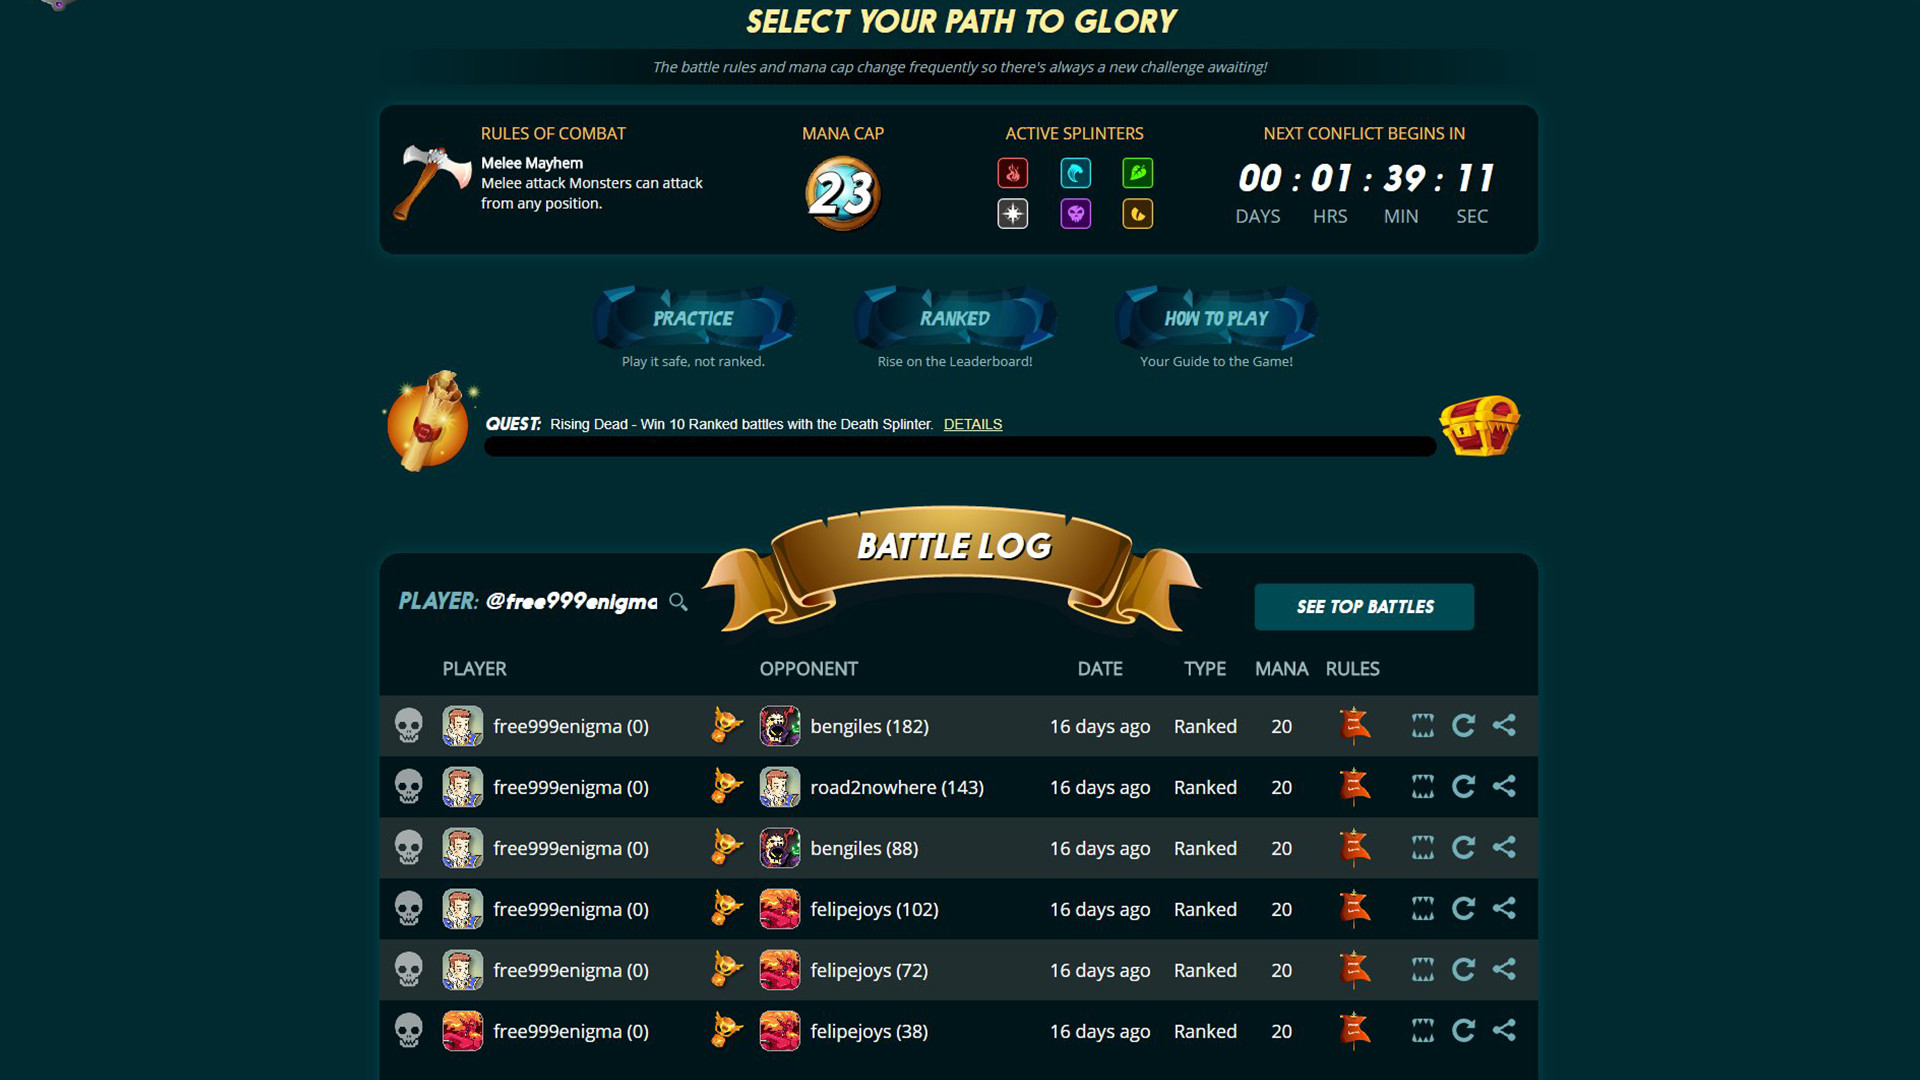 SELECT YOUR PATH TO GLORY
The battle rules and mana cap change frequently so there's always a new challenge awaiting!
RULES OF COMBAT
Melee Mayhem
Melee attack Monsters can attack
from any position.
MANA CAP
23
ACTIVE SPLINTERS
NEXT CONFLICT BEGINS IN
00 : 01 : 39 : 11
DAYS HRS MIN SEC
PRACTICE
Play it safe, not ranked.
RANKED
Rise on the Leaderboard!
HOW TO PLAY
Your Guide to the Game!
QUEST: Rising Dead - Win 10 Ranked battles with the Death Splinter. DETAILS
BATTLE LOG
PLAYER: @free999enigma
SEE TOP BATTLES
PLAYER OPPONENT DATE TYPE MANA RULES
free999enigma (0) bengiles (182) 16 days ago Ranked 20
free999enigma (0) road2nowhere (143) 16 days ago Ranked 20
free999enigma (0) bengiles (88) 16 days ago Ranked 20
free999enigma (0) felipejoys (102) 16 days ago Ranked 20
free999enigma (0) felipejoys (72) 16 days ago Ranked 20
free999enigma (0) felipejoys (38) 16 days ago Ranked 20